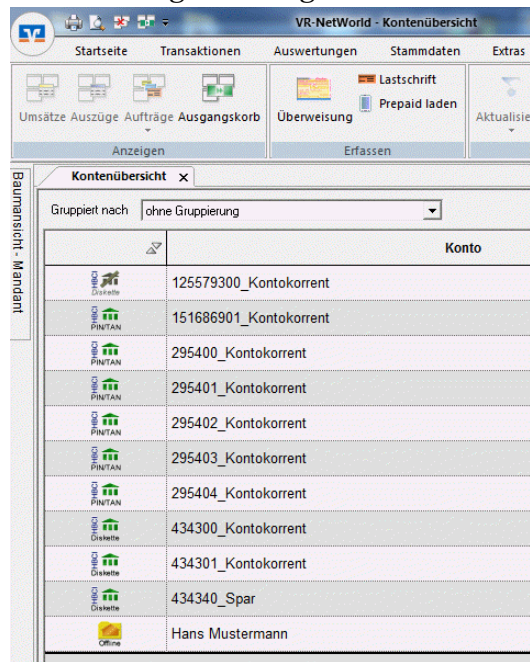 VR-NetWorld - Kontenübersicht
Startseite Transaktionen Auswertungen Stammdaten Extras
Umsätze Auszüge Aufträge Ausgangskorb Überweisung Lastschrift
Prepaid laden
Anzeigen Erfassen
Kontenübersicht x
Baumansicht - Mandant
Gruppiert nach ohne Gruppierung
Konto
Diskette 125579300_Kontokorrent
PIN/TAN 151686901_Kontokorrent
PIN/TAN 295400_Kontokorrent
PIN/TAN 295401_Kontokorrent
PIN/TAN 295402_Kontokorrent
PIN/TAN 295403_Kontokorrent
PIN/TAN 295404_Kontokorrent
Diskette 434300_Kontokorrent
Diskette 434301_Kontokorrent
Diskette 434340_Spar
Offline Hans Mustermann